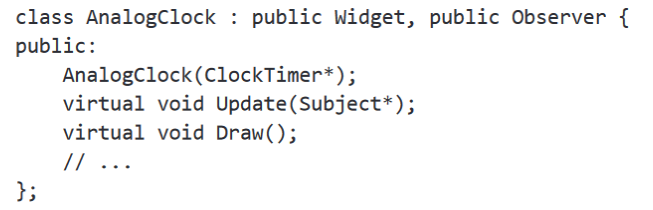 class AnalogClock : public Widget, public Observer {
public:
    AnalogClock(ClockTimer*);
    virtual void Update(Subject*);
    virtual void Draw();
    // ...
};